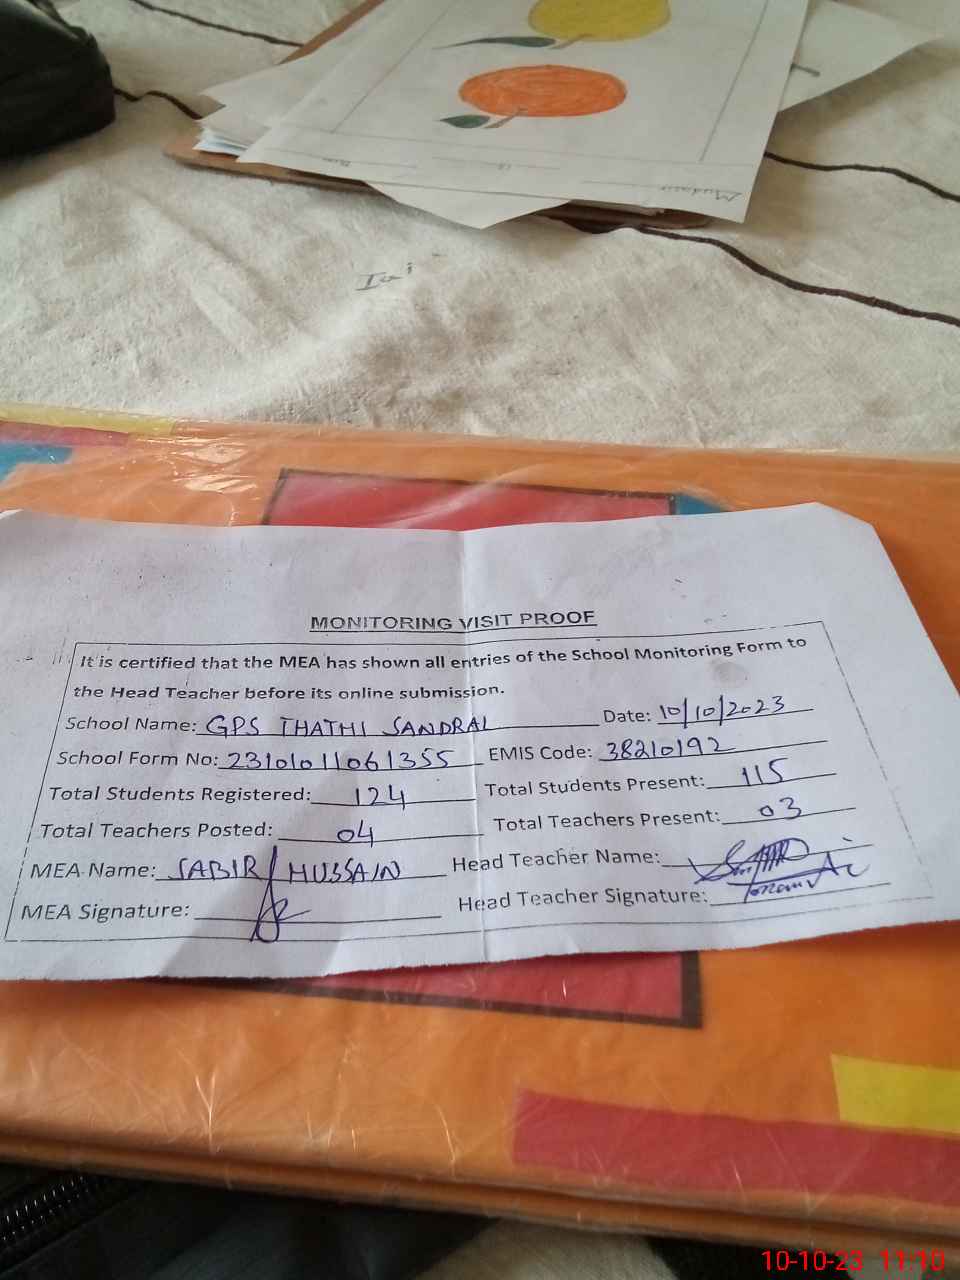 MONITORING VISIT PROOF
It is certified that the MEA has shown all entries of the School Monitoring Form to
the Head Teacher before its online submission.
School Name: GPS THATHI SANDRAL Date: 10/10/2023
School Form No: 2310101106 1355 EMIS Code: 38210192
Total Students Registered: 124 Total Students Present: 115
Total Teachers Posted: 04 Total Teachers Present: 03
MEA Name: SABIR HUSSAIN Head Teacher Name:
MEA Signature: Head Teacher Signature:
10-10-23 11:10